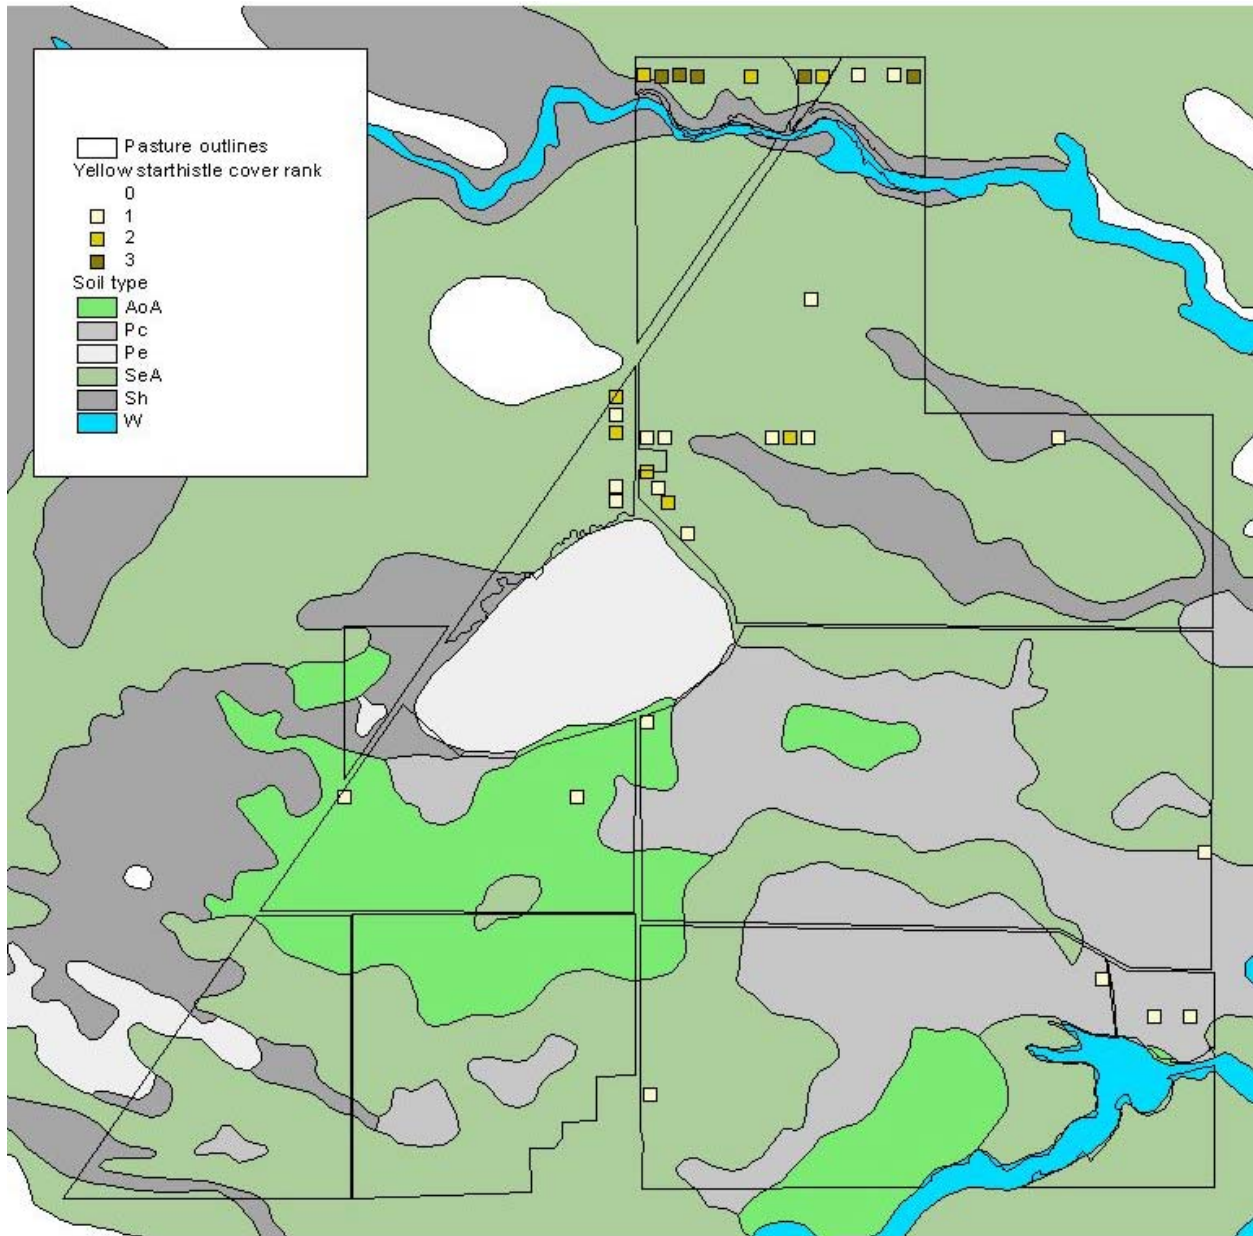 Pasture outlines
Yellow starthistle cover rank
0
1
2
3
Soil type
AoA
Pc
Pe
SeA
Sh
W